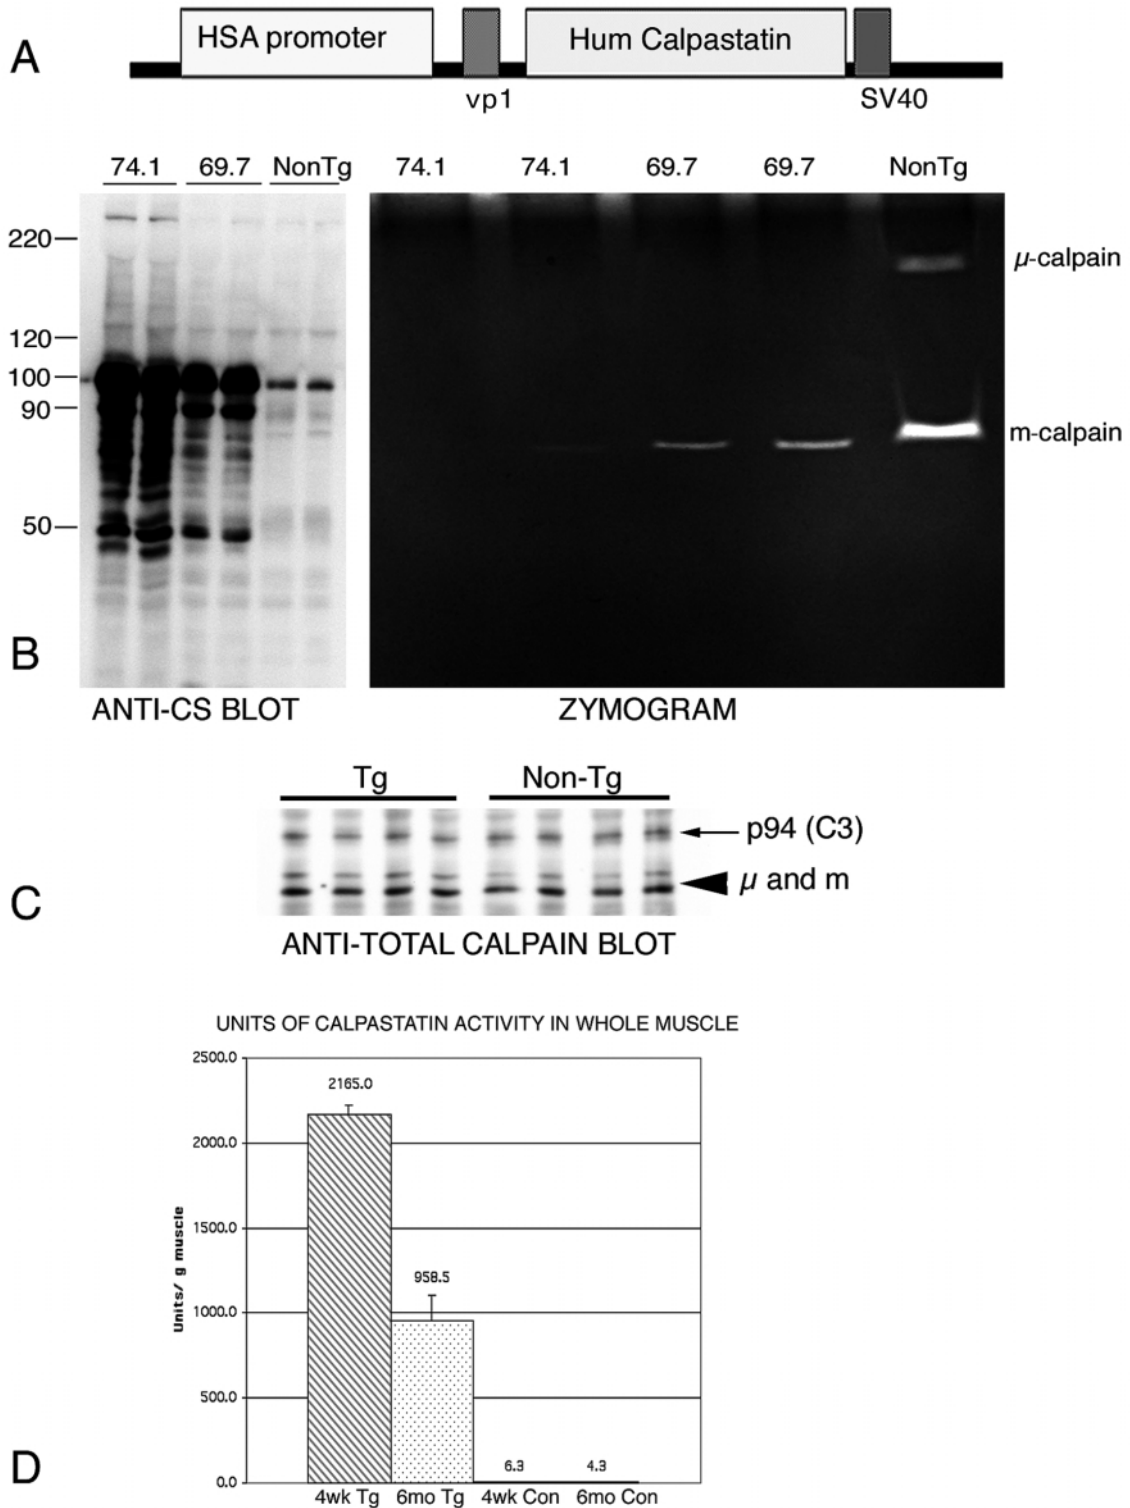 A
HSA promoter
Hum Calpastatin
vp1
SV40
74.1 69.7 NonTg
74.1 74.1 69.7 69.7 NonTg
220
120
100
90
50
µ-calpain
m-calpain
B
ANTI-CS BLOT
ZYMOGRAM
Tg
Non-Tg
p94 (C3)
µ and m
C
ANTI-TOTAL CALPAIN BLOT
UNITS OF CALPASTATIN ACTIVITY IN WHOLE MUSCLE
2500.0
2000.0
1500.0
1000.0
500.0
0.0
Units/ g muscle
2165.0
958.5
6.3
4.3
4wk Tg 6mo Tg 4wk Con 6mo Con
D